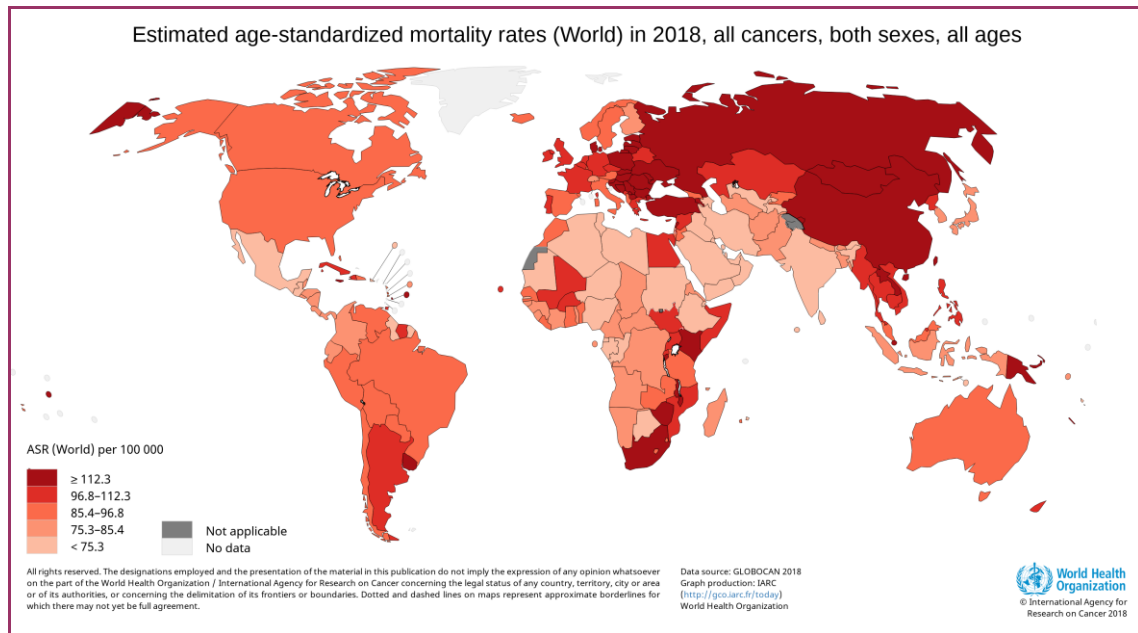 Estimated age-standardized mortality rates (World) in 2018, all cancers, both sexes, all ages
ASR (World) per 100 000
≥ 112.3
96.8–112.3
85.4–96.8
75.3–85.4
< 75.3
Not applicable
No data
All rights reserved. The designations employed and the presentation of the material in this publication do not imply the expression of any opinion whatsoever
on the part of the World Health Organization / International Agency for Research on Cancer concerning the legal status of any country, territory, city or area
or of its authorities, or concerning the delimitation of its frontiers or boundaries. Dotted and dashed lines on maps represent approximate borderlines for
which there may not yet be full agreement.
Data source: GLOBOCAN 2018
Graph production: IARC
(http://gco.iarc.fr/today)
World Health Organization
World Health
Organization
© International Agency for
Research on Cancer 2018